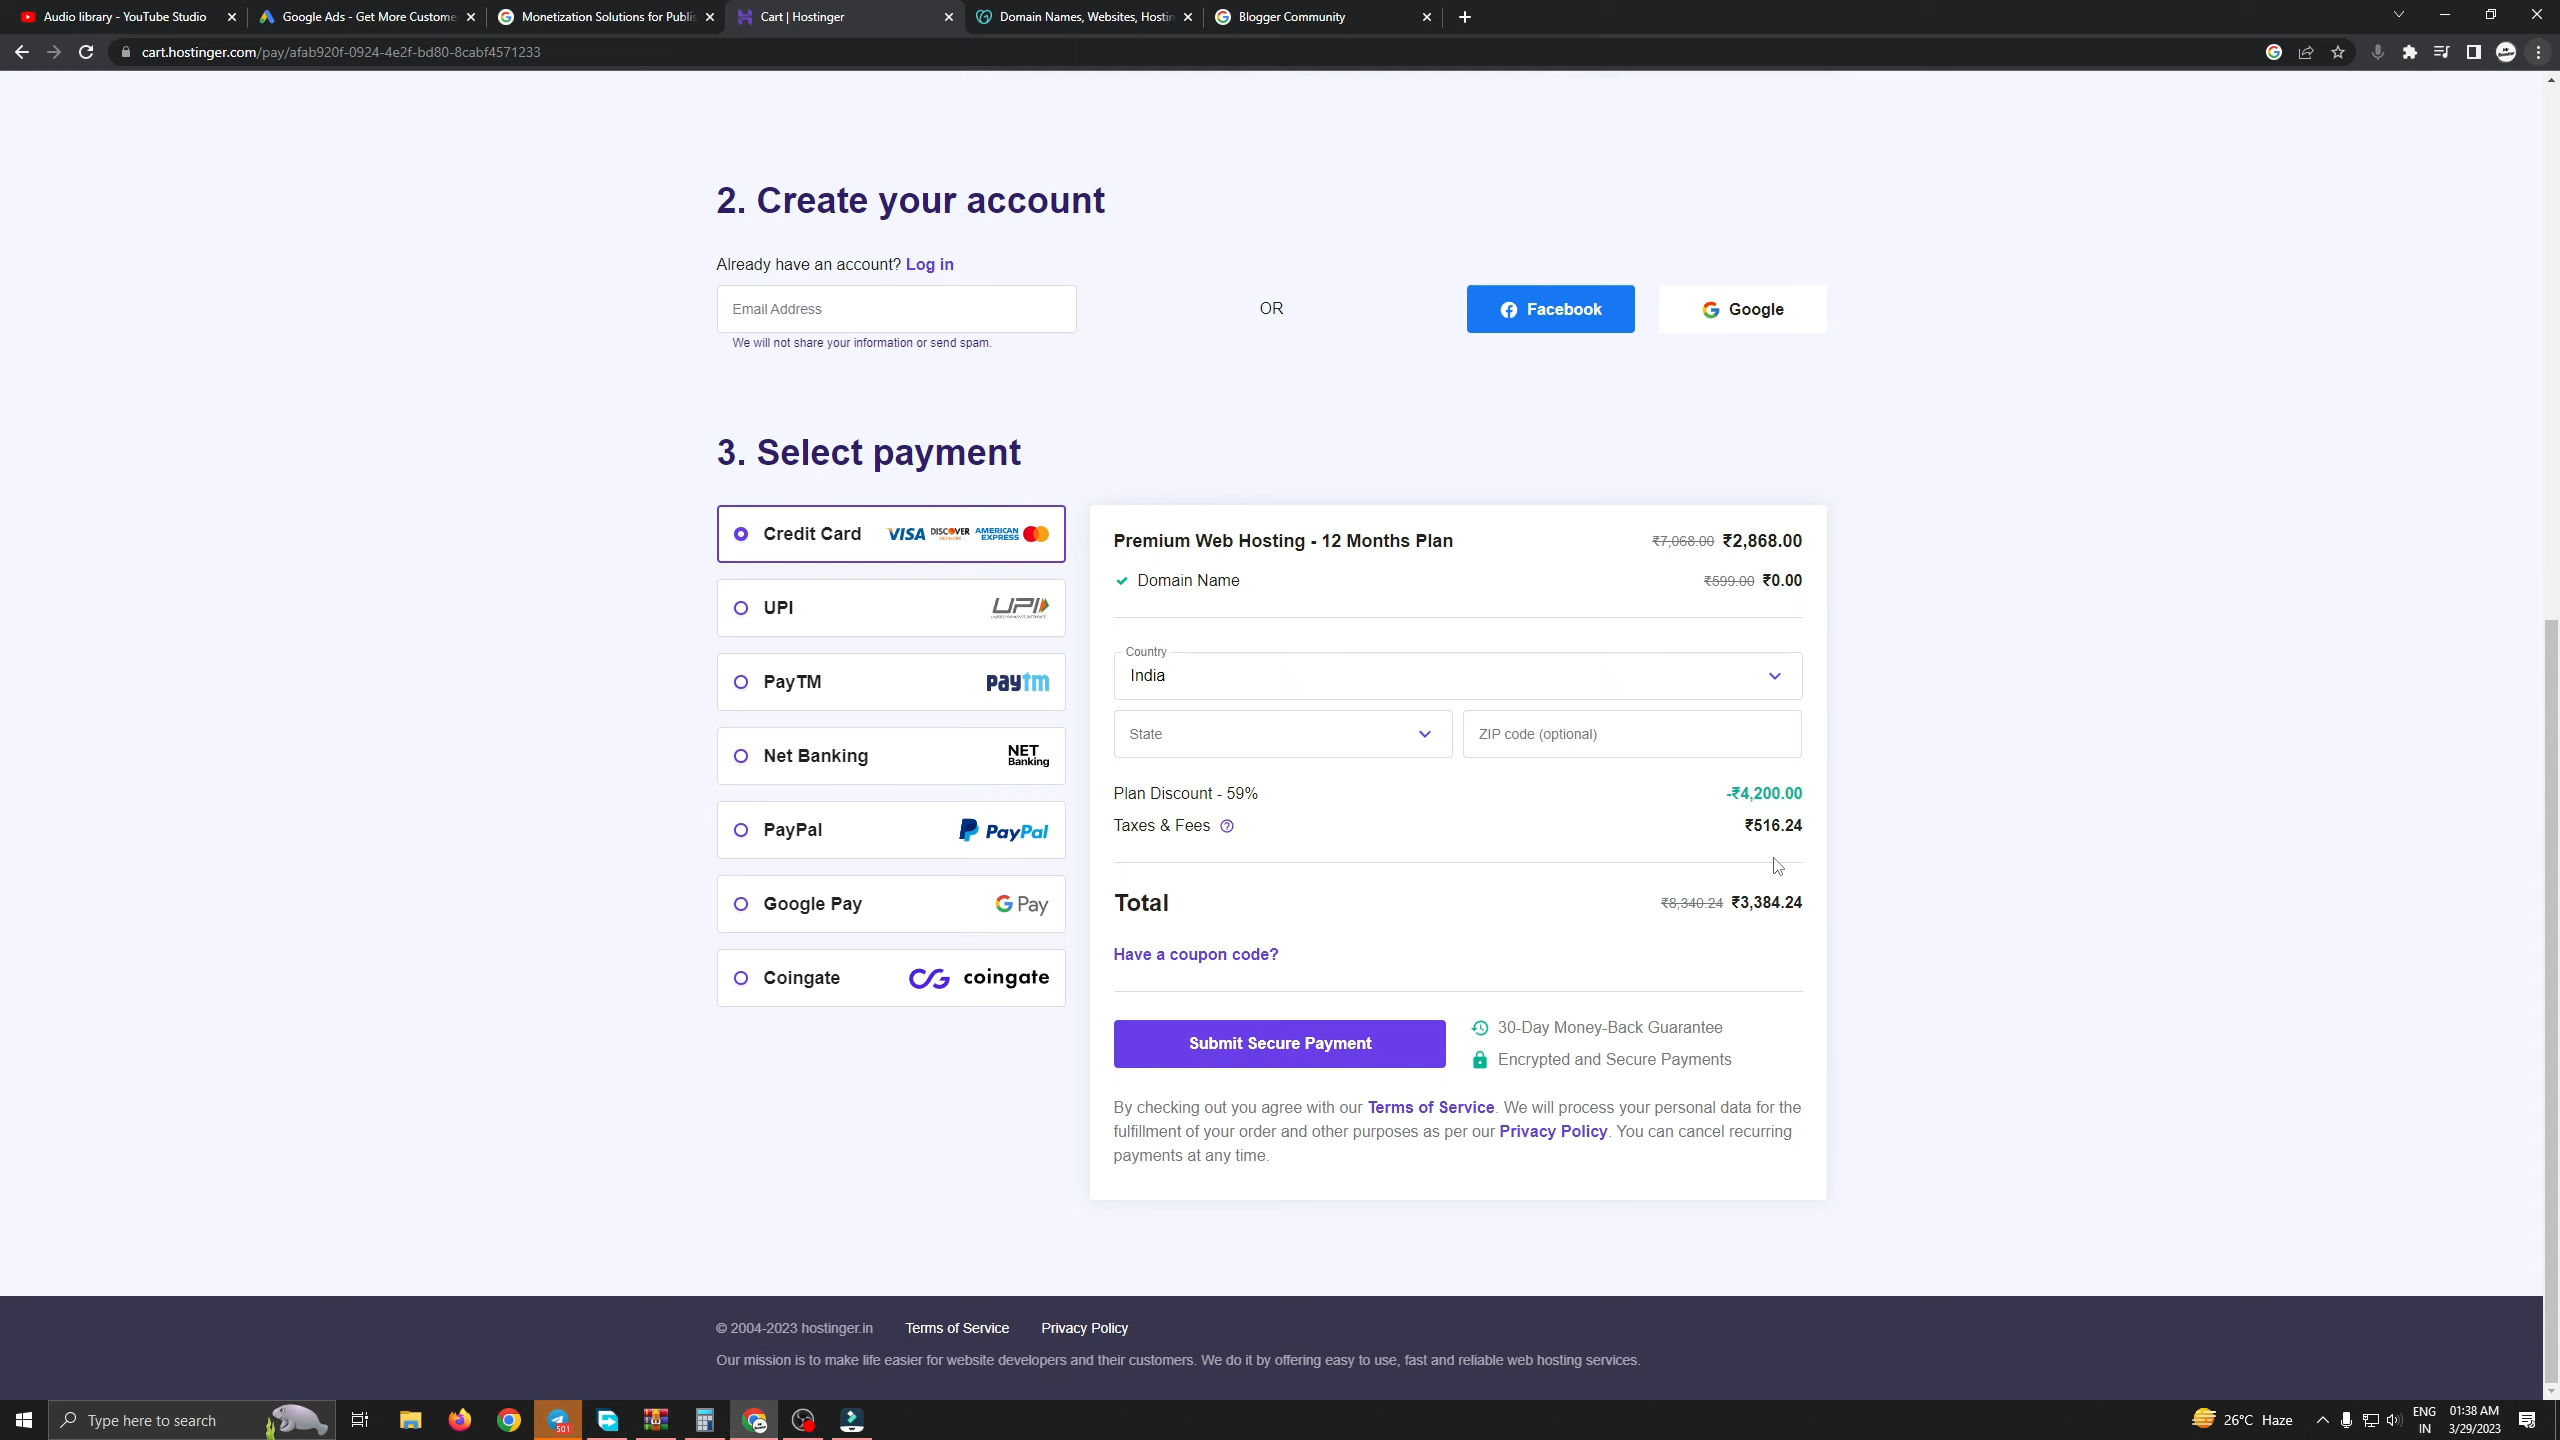 Audio library - YouTube Studio
Google Ads - Get More Custome
Monetization Solutions for Publis
Cart | Hostinger
Domain Names, Websites, Hostin
Blogger Community
cart.hostinger.com/pay/afab920f-0924-4e2f-bd80-8cabf4571233
2. Create your account
Already have an account? Log in
Email Address
OR
Facebook
Google
We will not share your information or send spam.
3. Select payment
Credit Card VISA DISCOVER AMERICAN EXPRESS
UPI UPI
PayTM paytm
Net Banking NET Banking
PayPal PayPal
Google Pay G Pay
Coingate coingate
Premium Web Hosting - 12 Months Plan ₹7,068.00 ₹2,868.00
Domain Name ₹599.00 ₹0.00
Country
India
State
ZIP code (optional)
Plan Discount - 59% -₹4,200.00
Taxes & Fees ₹516.24
Total ₹8,340.24 ₹3,384.24
Have a coupon code?
Submit Secure Payment
30-Day Money-Back Guarantee
Encrypted and Secure Payments
By checking out you agree with our Terms of Service. We will process your personal data for the
fulfillment of your order and other purposes as per our Privacy Policy. You can cancel recurring
payments at any time.
© 2004-2023 hostinger.in Terms of Service Privacy Policy
Our mission is to make life easier for website developers and their customers. We do it by offering easy to use, fast and reliable web hosting services.
Type here to search
501
26°C Haze
ENG
IN
01:38 AM
3/29/2023